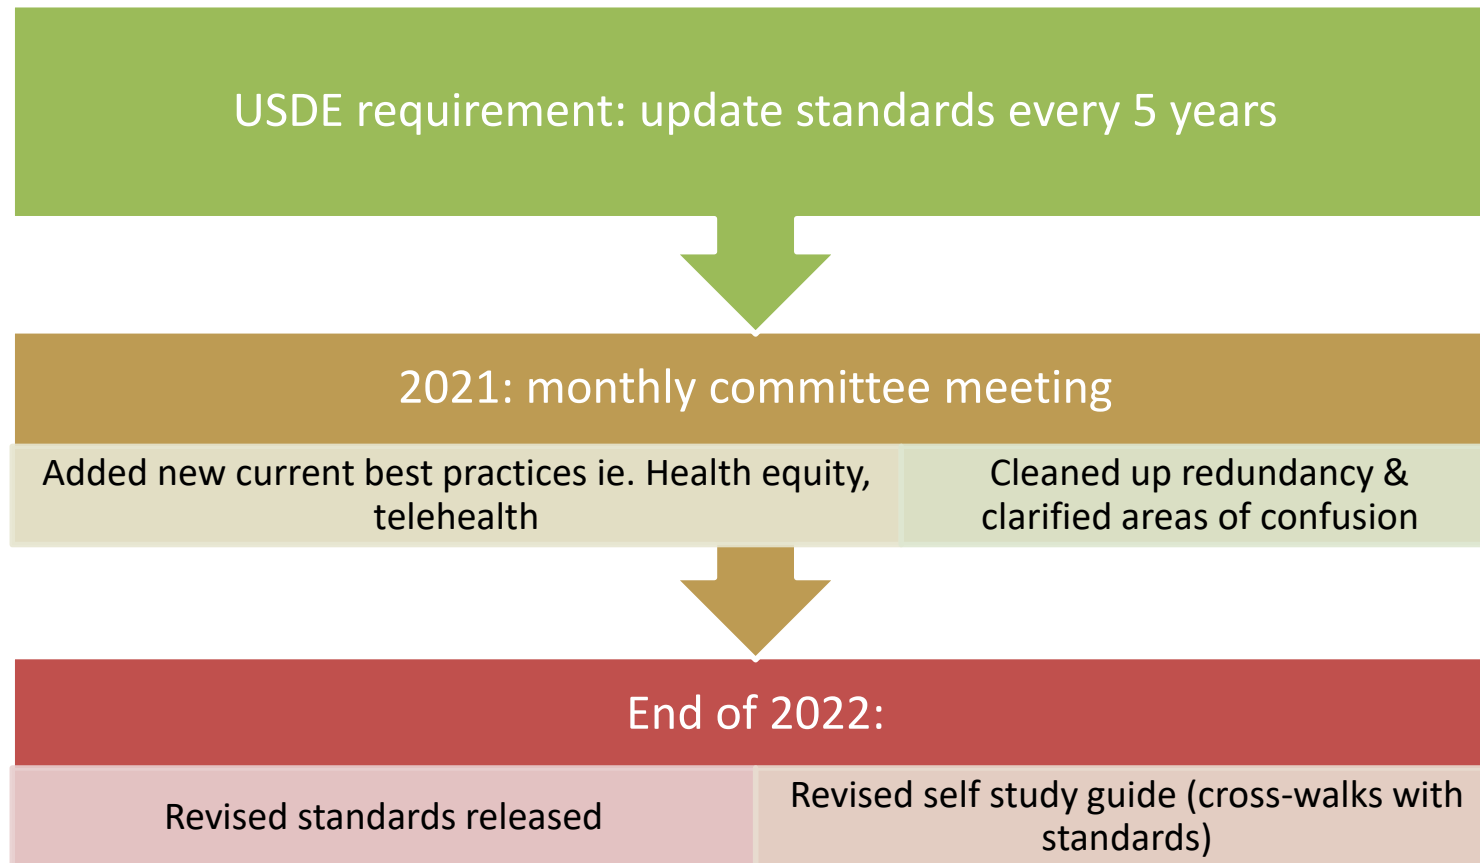 USDE requirement: update standards every 5 years
2021: monthly committee meeting
Added new current best practices ie. Health equity,
telehealth
Cleaned up redundancy &
clarified areas of confusion
End of 2022:
Revised standards released
Revised self study guide (cross-walks with
standards)